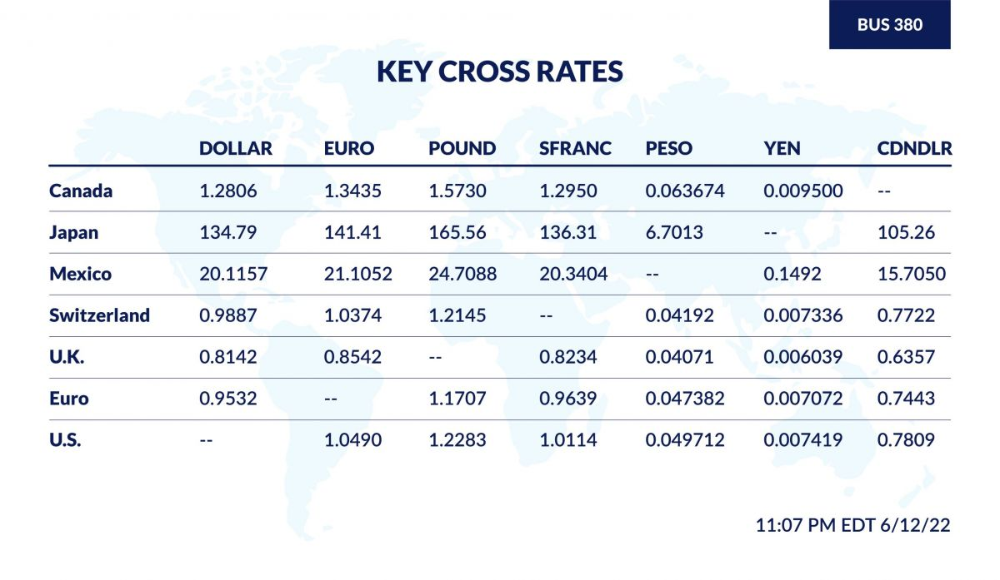 BUS 380
KEY CROSS RATES
DOLLAR EURO POUND SFRANC PESO YEN CDNDLR
Canada 1.2806 1.3435 1.5730 1.2950 0.063674 0.009500 --
Japan 134.79 141.41 165.56 136.31 6.7013 -- 105.26
Mexico 20.1157 21.1052 24.7088 20.3404 -- 0.1492 15.7050
Switzerland 0.9887 1.0374 1.2145 -- 0.04192 0.007336 0.7722
U.K. 0.8142 0.8542 -- 0.8234 0.04071 0.006039 0.6357
Euro 0.9532 -- 1.1707 0.9639 0.047382 0.007072 0.7443
U.S. -- 1.0490 1.2283 1.0114 0.049712 0.007419 0.7809
11:07 PM EDT 6/12/22